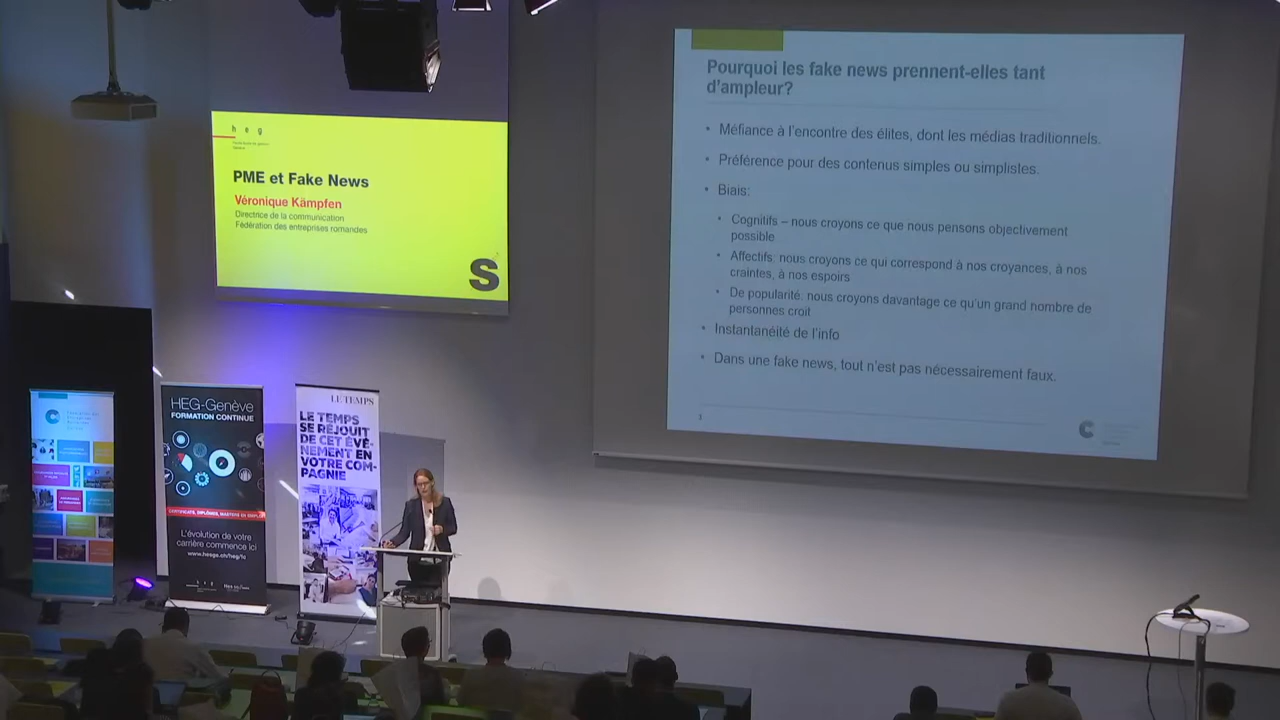 h e g
PME et Fake News
Véronique Kämpfen
Directrice de la communication
Fédération des entreprises romandes
S
Pourquoi les fake news prennent-elles tant
d'ampleur?
• Méfiance à l'encontre des élites, dont les médias traditionnels.
• Préférence pour des contenus simples ou simplistes.
• Biais:
• Cognitifs – nous croyons ce que nous pensons objectivement
possible
• Affectifs: nous croyons ce qui correspond à nos croyances, à nos
craintes, à nos espoirs
• De popularité: nous croyons davantage ce qu'un grand nombre de
personnes croit
• Instantanéité de l'info
• Dans une fake news, tout n'est pas nécessairement faux.
HEG-Genève
FORMATION CONTINUE
L'évolution de votre
carrière commence ici
www.hesge.ch/heg/fc
h e g
LE TEMPS
LE TEMPS
SE RÉJOUIT
DE CET ÉVÉ-
NEMENT EN
VOTRE COM-
PAGNIE